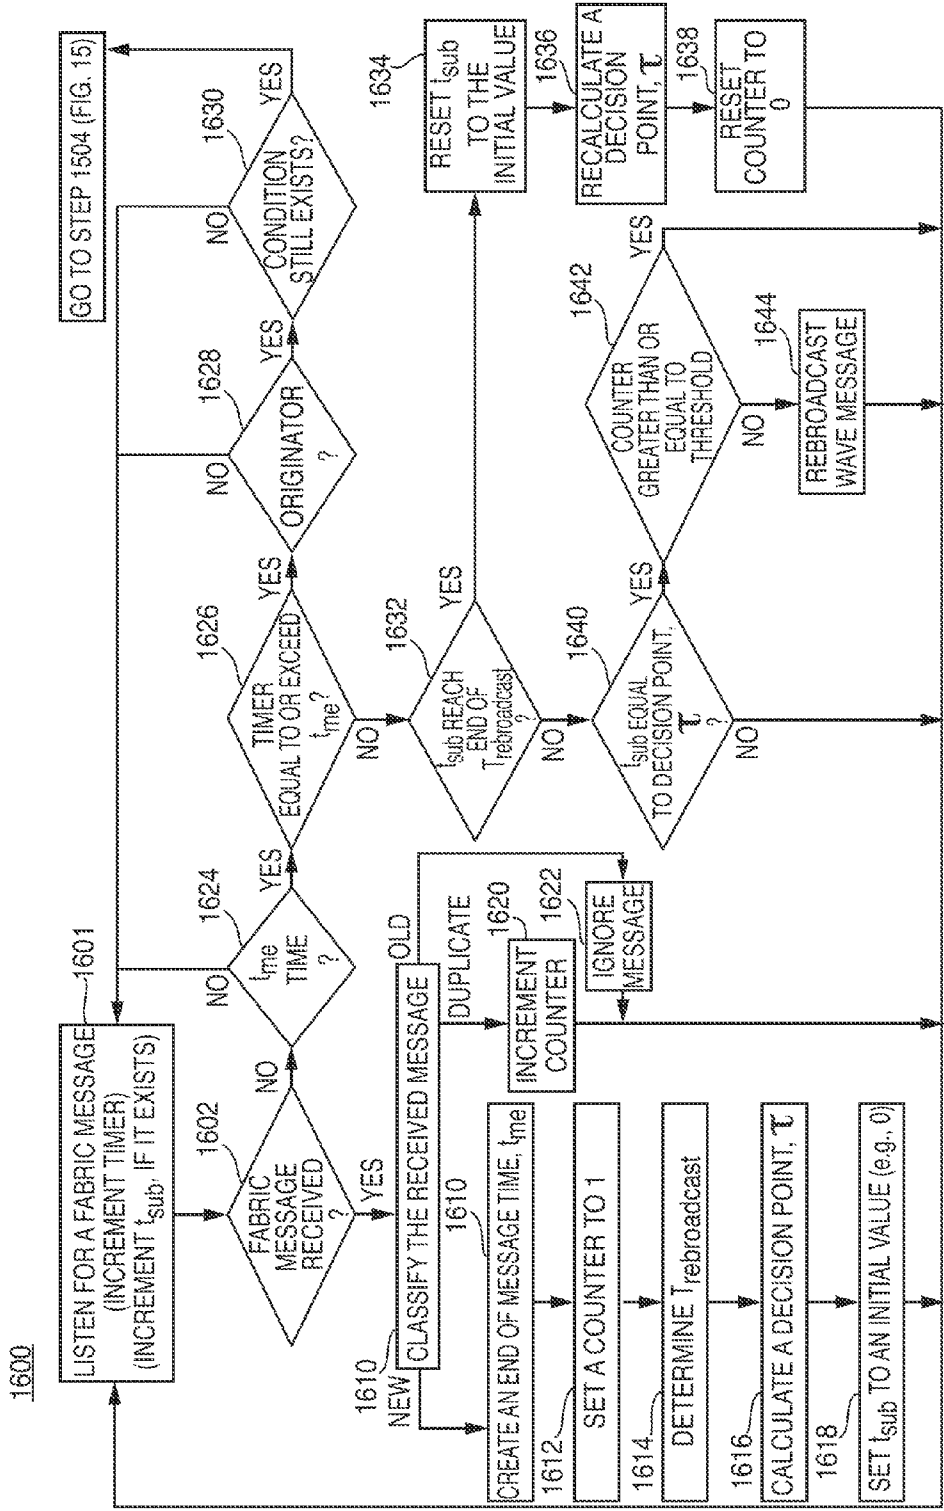 1600
LISTEN FOR A FABRIC MESSAGE
(INCREMENT TIMER)
(INCREMENT tsub, IF IT EXISTS)
1601
GO TO STEP 1504 (FIG. 15)
FABRIC
MESSAGE
RECEIVED
?
1602
NO
YES
tme
TIME
?
1624
NO
YES
TIMER
EQUAL TO OR EXCEED
tme?
1626
YES
NO
ORIGINATOR
?
1628
NO
YES
CONDITION
STILL EXISTS?
1630
NO
YES
1610
NEW
CLASSIFY THE RECEIVED MESSAGE
OLD
DUPLICATE
CREATE AN END OF MESSAGE TIME, tme
1610
SET A COUNTER TO 1
1612
DETERMINE Trebroadcast
1614
CALCULATE A DECISION POINT, τ
1616
SET tsub TO AN INITIAL VALUE (e.g., 0)
1618
INCREMENT
COUNTER
1620
IGNORE
MESSAGE
1622
tsub REACH
END OF
Trebroadcast
?
1632
YES
NO
RESET tsub
TO THE
INITIAL VALUE
1634
RECALCULATE A
DECISION
POINT, τ
1636
RESET
COUNTER TO
0
1638
tsub EQUAL
TO DECISION POINT,
τ
?
1640
YES
NO
COUNTER
GREATER THAN OR
EQUAL TO
THRESHOLD
1642
YES
NO
REBROADCAST
WAVE MESSAGE
1644